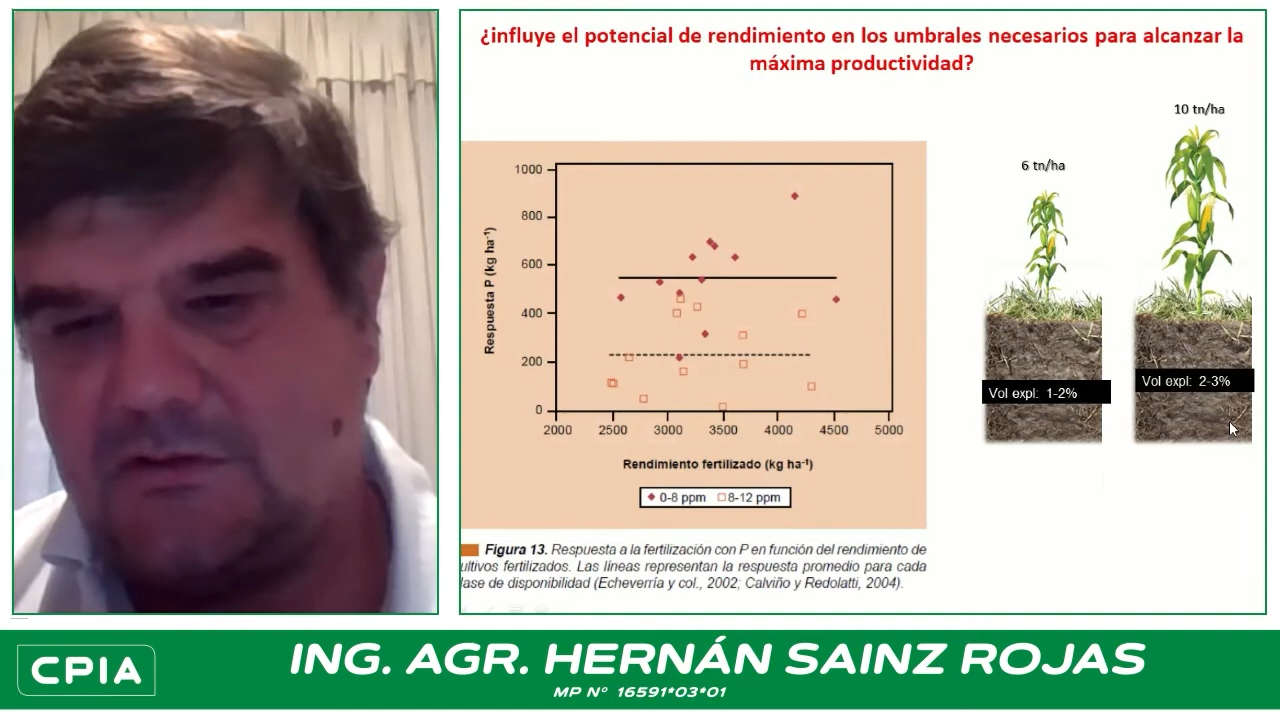 ¿influye el potencial de rendimiento en los umbrales necesarios para alcanzar la
máxima productividad?
10 tn/ha
6 tn/ha
1000
800
600
400
200
0
Respuesta P (kg ha⁻¹)
2000 2500 3000 3500 4000 4500 5000
Rendimiento fertilizado (kg ha⁻¹)
0-8 ppm 8-12 ppm
Vol expl: 1-2%
Vol expl: 2-3%
Figura 13. Respuesta a la fertilización con P en función del rendimiento de
ultivos fertilizados. Las líneas representan la respuesta promedio para cada
lase de disponibilidad (Echeverría y col., 2002; Calviño y Redolatti, 2004).
CPIA
ING. AGR. HERNÁN SAINZ ROJAS
MP Nº 16591*03*01